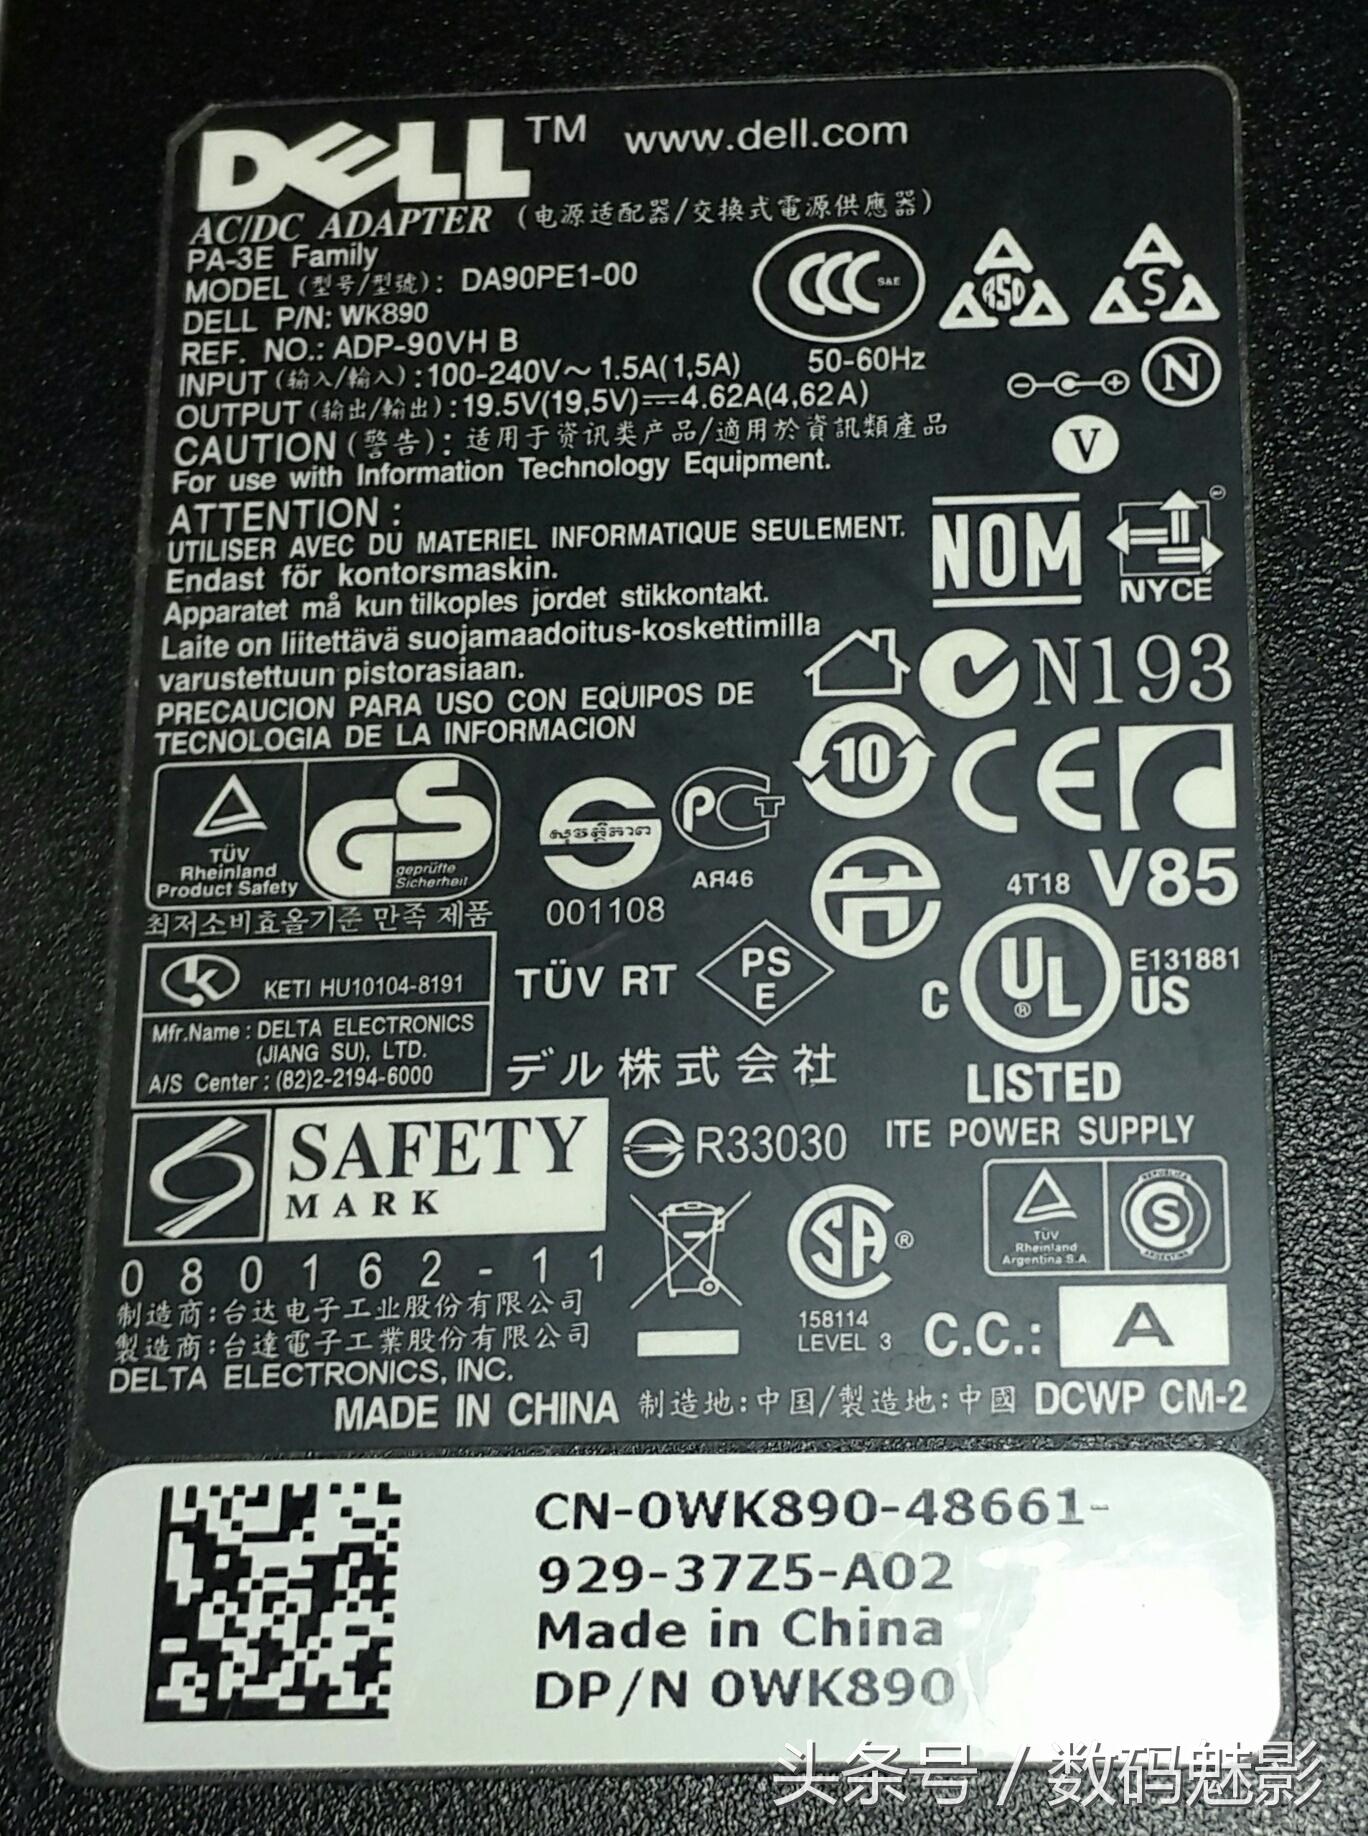 DELL™ www.dell.com
AC/DC ADAPTER (电源适配器/交換式電源供應器)
PA-3E Family
MODEL (型号/型號): DA90PE1-00
DELL P/N: WK890
REF. NO.: ADP-90VH B
INPUT (输入/輸入): 100-240V～ 1.5A(1,5A) 50-60Hz
OUTPUT (输出/輸出): 19.5V(19,5V)⎓4.62A(4,62A)
CAUTION (警告): 适用于资讯类产品/適用於資訊類產品
For use with Information Technology Equipment.
ATTENTION :
UTILISER AVEC DU MATERIEL INFORMATIQUE SEULEMENT.
Endast för kontorsmaskin.
Apparatet må kun tilkoples jordet stikkontakt.
Laite on liitettävä suojamaadoitus-koskettimilla
varustettuun pistorasiaan.
PRECAUCION PARA USO CON EQUIPOS DE
TECNOLOGIA DE LA INFORMACION
CCC S&E
S
N
V
NOM
NYCE
N193
10
CE
V85
TÜV
Rheinland
Product Safety
GS
geprüfte
Sicherheit
001108
PCT
АЯ46
4T18
최저소비효율기준 만족 제품
KETI HU10104-8191
Mfr.Name : DELTA ELECTRONICS
(JIANG SU), LTD.
A/S Center : (82)2-2194-6000
TÜV RT
PS
E
C UL® US
E131881
LISTED
ITE POWER SUPPLY
デル株式会社
SAFETY
MARK
080162-11
R33030
SA®
158114
LEVEL 3
TÜV
Rheinland
Argentina S.A.
S
C.C.: A
制造商:台达电子工业股份有限公司
製造商:台達電子工業股份有限公司
DELTA ELECTRONICS, INC.
MADE IN CHINA 制造地:中国/製造地:中國 DCWP CM-2
CN-0WK890-48661-
929-37Z5-A02
Made in China
DP/N 0WK890
头条号 / 数码魅影